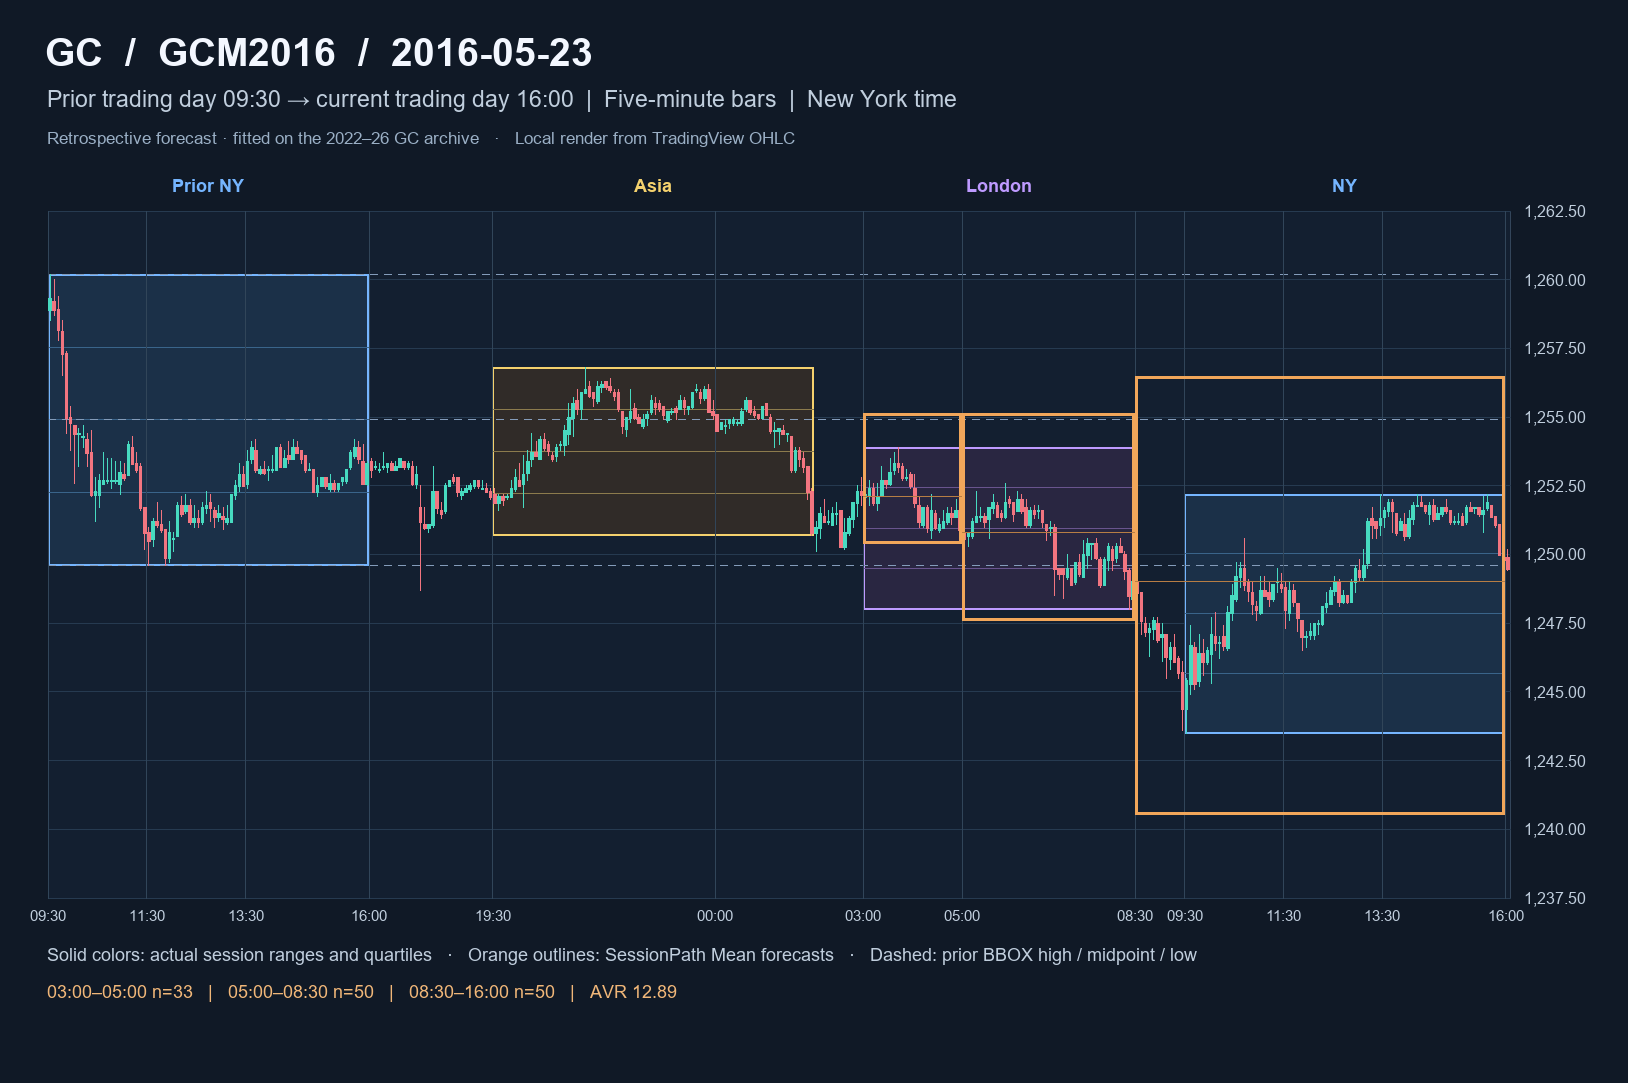 GC / GCM2016 / 2016-05-23
Prior trading day 09:30 → current trading day 16:00 | Five-minute bars | New York time
Retrospective forecast · fitted on the 2022–26 GC archive · Local render from TradingView OHLC
Prior NY Asia London NY
1,262.50
1,260.00
1,257.50
1,255.00
1,252.50
1,250.00
1,247.50
1,245.00
1,242.50
1,240.00
1,237.50
09:30 11:30 13:30 16:00 19:30 00:00 03:00 05:00 08:30 09:30 11:30 13:30 16:00
Solid colors: actual session ranges and quartiles · Orange outlines: SessionPath Mean forecasts · Dashed: prior BBOX high / midpoint / low
03:00–05:00 n=33 | 05:00–08:30 n=50 | 08:30–16:00 n=50 | AVR 12.89